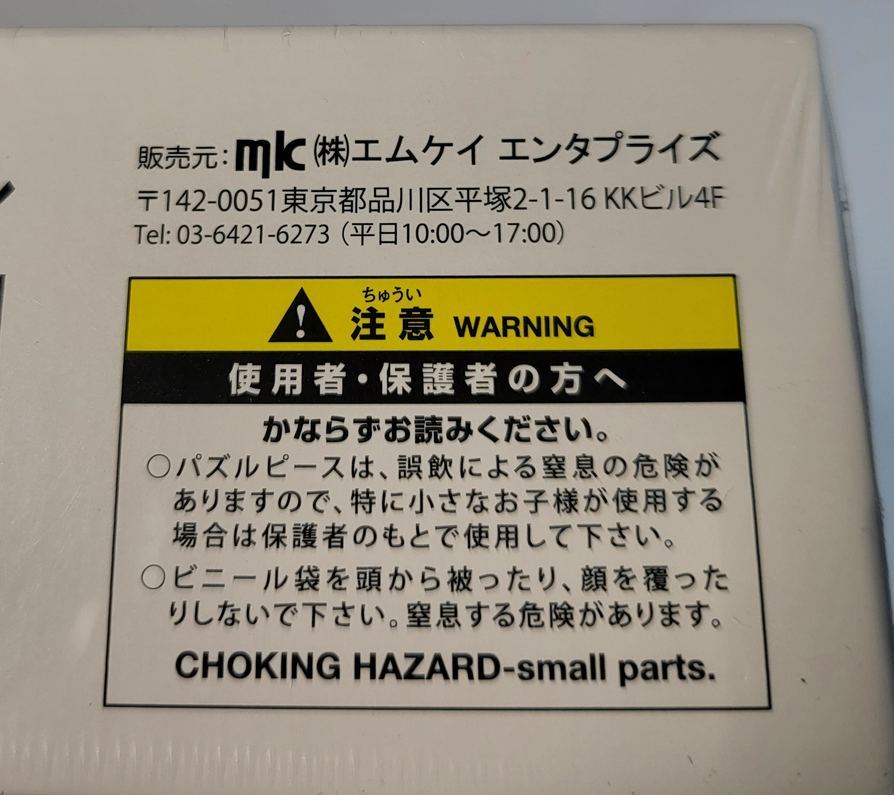 販売元：mk ㈱エムケイ エンタプライズ
〒142-0051東京都品川区平塚2-1-16 KKビル4F
Tel: 03-6421-6273（平日10:00～17:00）
ちゅうい
注意 WARNING
使用者・保護者の方へ
かならずお読みください。
○パズルピースは、誤飲による窒息の危険が
ありますので、特に小さなお子様が使用する
場合は保護者のもとで使用して下さい。
○ビニール袋を頭から被ったり、顔を覆った
りしないで下さい。窒息する危険があります。
CHOKING HAZARD-small parts.